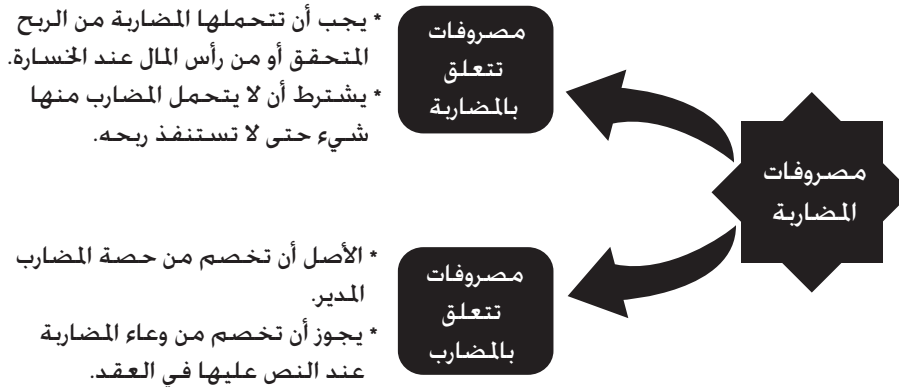 مصروفات
المضاربة
مصروفات
تتعلق
بالمضاربة
* يجب أن تتحملها المضاربة من الربح
المتحقق أو من رأس المال عند الخسارة.
* يشترط أن لا يتحمل المضارب منها
شيء حتى لا تستنفذ ربحه.
مصروفات
تتعلق
بالمضارب
* الأصل أن تخصم من حصة المضارب
المدير.
* يجوز أن تخصم من وعاء المضاربة
عند النص عليها في العقد.